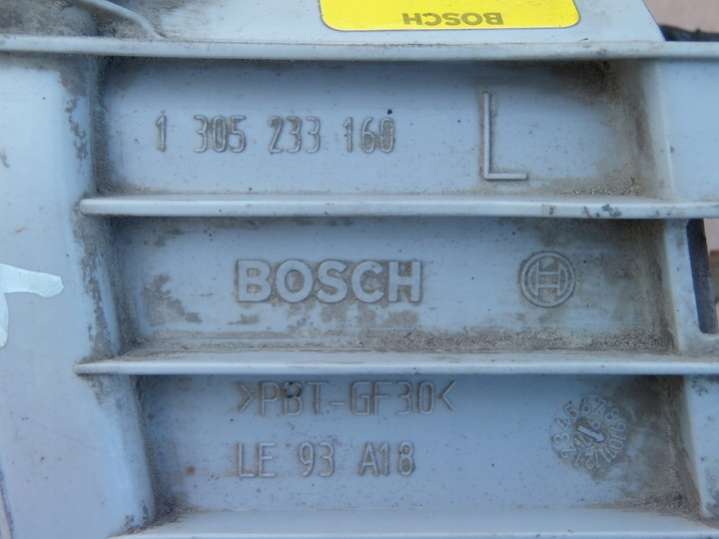 BOSCH
1 305 233 160 L
BOSCH
>PBT-GF30<
LE 93 A18